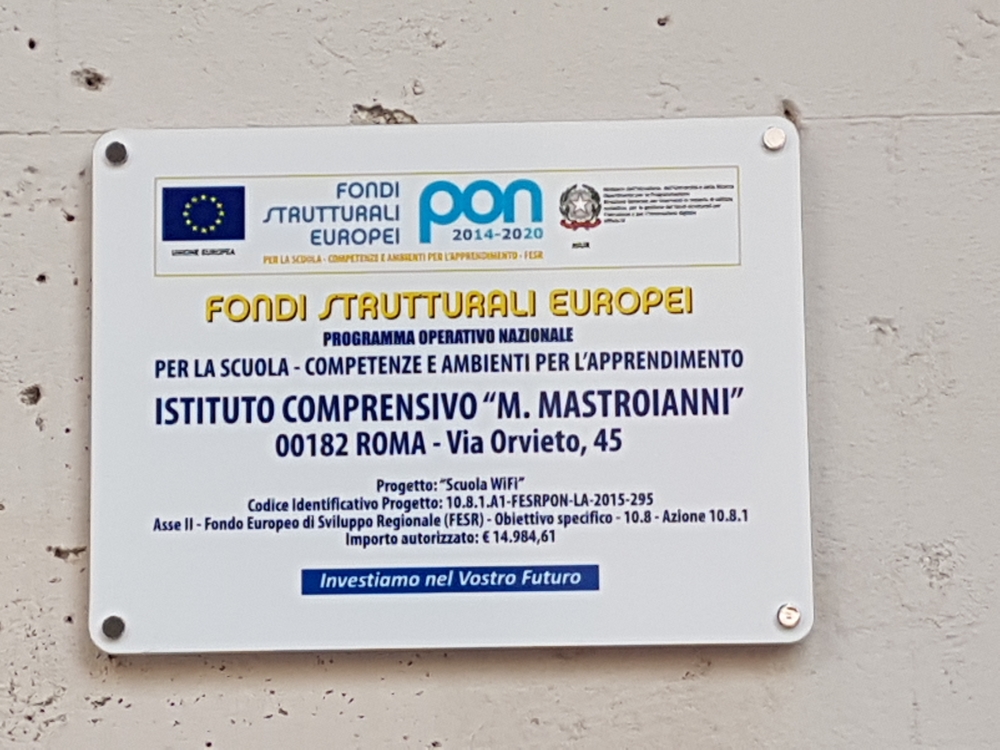 UNIONE EUROPEA
FONDI
STRUTTURALI
EUROPEI
pon
2014-2020
PER LA SCUOLA - COMPETENZE E AMBIENTI PER L'APPRENDIMENTO - FESR
MIUR
FONDI STRUTTURALI EUROPEI
PROGRAMMA OPERATIVO NAZIONALE
PER LA SCUOLA - COMPETENZE E AMBIENTI PER L'APPRENDIMENTO
ISTITUTO COMPRENSIVO “M. MASTROIANNI”
00182 ROMA - Via Orvieto, 45
Progetto: “Scuola WiFi”
Codice Identificativo Progetto: 10.8.1.A1-FESRPON-LA-2015-295
Asse II - Fondo Europeo di Sviluppo Regionale (FESR) - Obiettivo specifico - 10.8 - Azione 10.8.1
Importo autorizzato: € 14.984,61
Investiamo nel Vostro Futuro